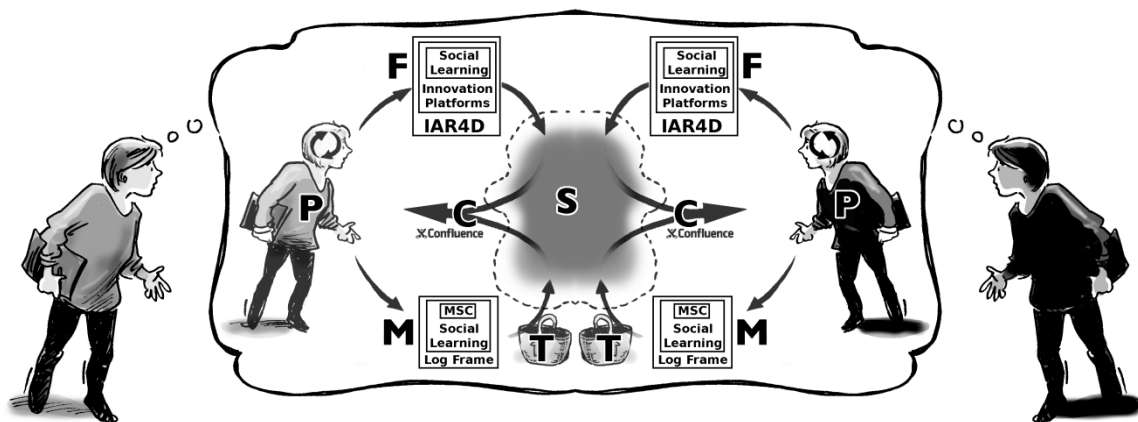 F
Social
Learning
Innovation
Platforms
IAR4D
Social
Learning
Innovation
Platforms
IAR4D
F
P
C
Confluence
S
C
Confluence
P
M
MSC
Social
Learning
Log Frame
T
T
MSC
Social
Learning
Log Frame
M